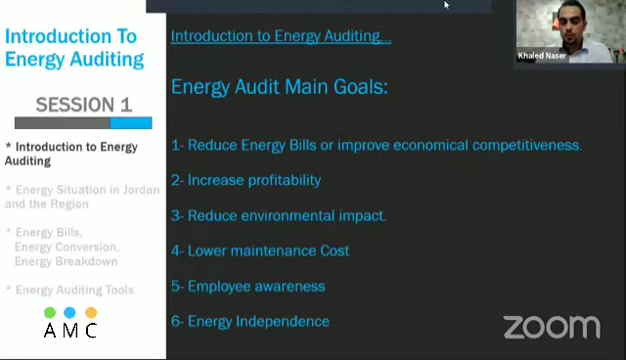 Introduction To
Energy Auditing
SESSION 1
* Introduction to Energy
Auditing
* Energy Situation in Jordan
and the Region
* Energy Bills,
Energy Conversion,
Energy Breakdown
* Energy Auditing Tools
AMC
Introduction to Energy Auditing...
Energy Audit Main Goals:
1- Reduce Energy Bills or improve economical competitiveness.
2- Increase profitability
3- Reduce environmental impact.
4- Lower maintenance Cost
5- Employee awareness
6- Energy Independence
Khaled Naser
zoom